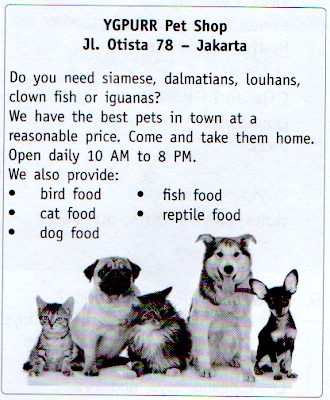 YGPURR Pet Shop
Jl. Otista 78 – Jakarta
Do you need siamese, dalmatians, louhans,
clown fish or iguanas?
We have the best pets in town at a
reasonable price. Come and take them home.
Open daily 10 AM to 8 PM.
We also provide:
• bird food
• cat food
• dog food
• fish food
• reptile food